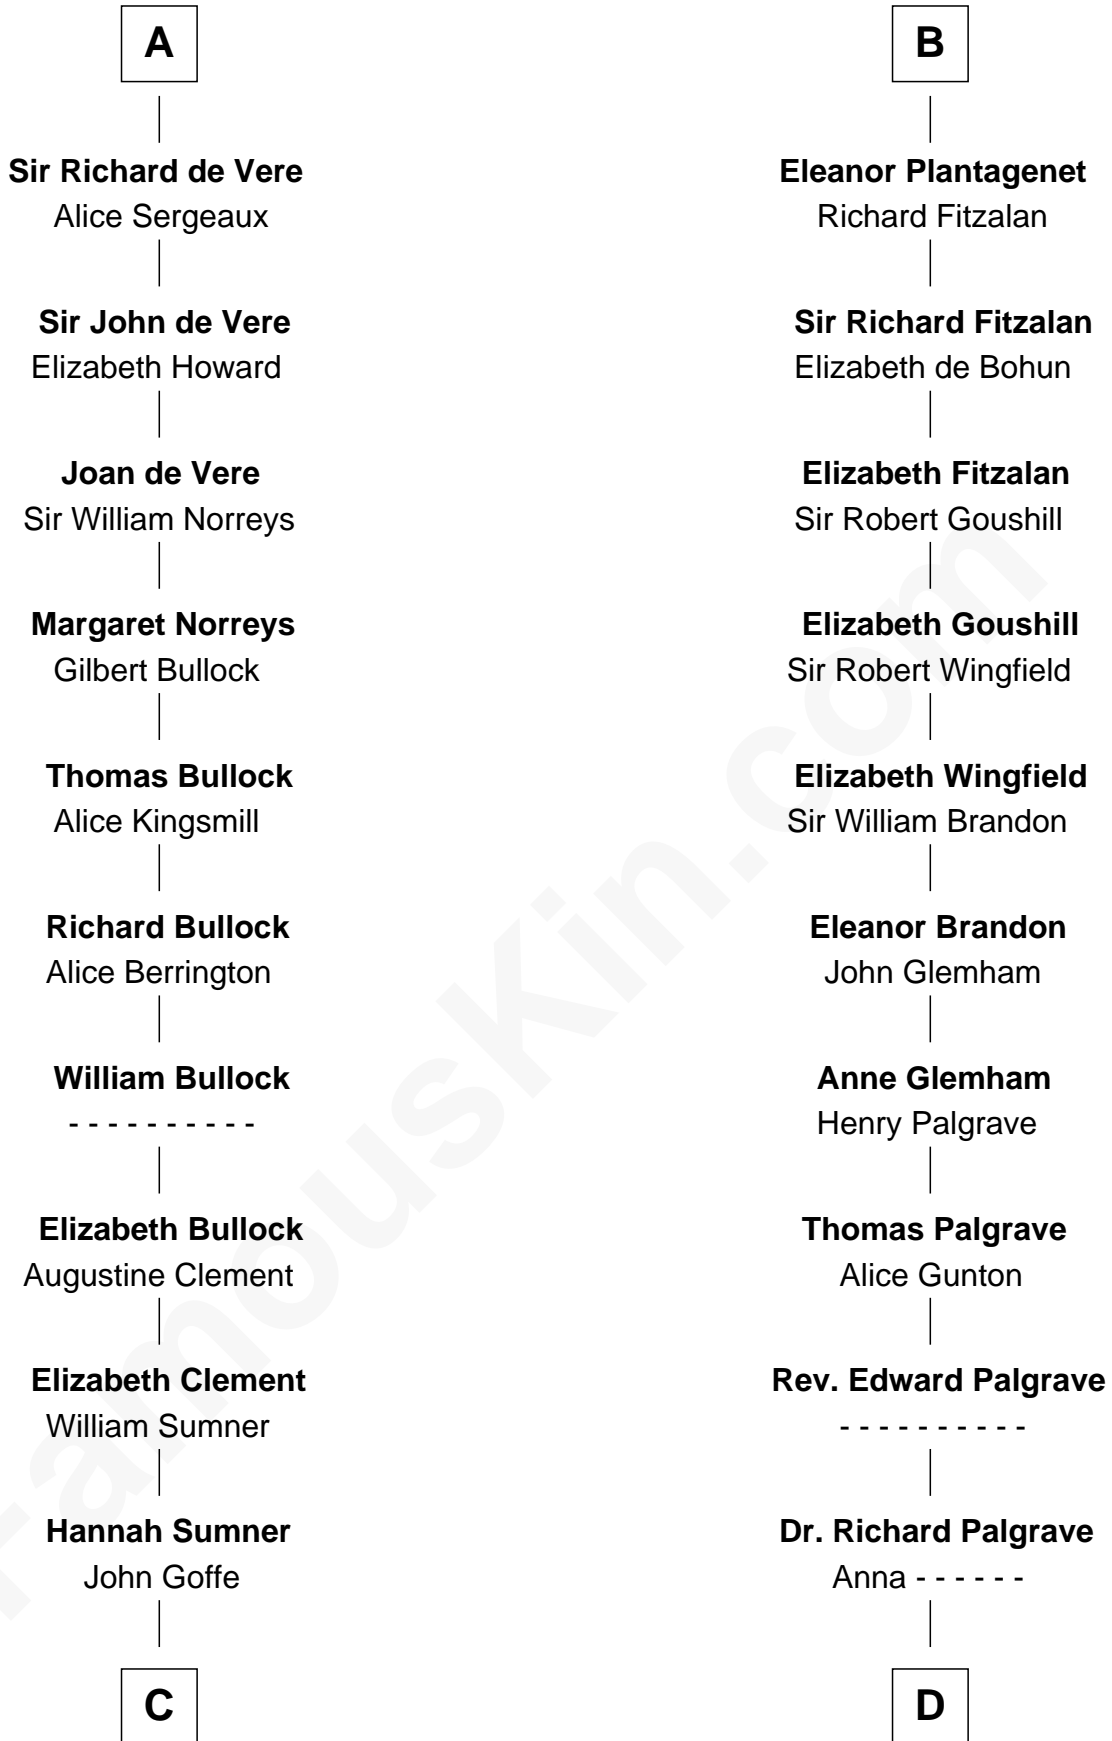 A
Sir Richard de Vere
Alice Sergeaux
Sir John de Vere
Elizabeth Howard
Joan de Vere
Sir William Norreys
Margaret Norreys
Gilbert Bullock
Thomas Bullock
Alice Kingsmill
Richard Bullock
Alice Berrington
William Bullock
- - - - - - - - - -
Elizabeth Bullock
Augustine Clement
Elizabeth Clement
William Sumner
Hannah Sumner
John Goffe
C
B
Eleanor Plantagenet
Richard Fitzalan
Sir Richard Fitzalan
Elizabeth de Bohun
Elizabeth Fitzalan
Sir Robert Goushill
Elizabeth Goushill
Sir Robert Wingfield
Elizabeth Wingfield
Sir William Brandon
Eleanor Brandon
John Glemham
Anne Glemham
Henry Palgrave
Thomas Palgrave
Alice Gunton
Rev. Edward Palgrave
- - - - - - - - - -
Dr. Richard Palgrave
Anna - - - - - -
D
FamousKin.com